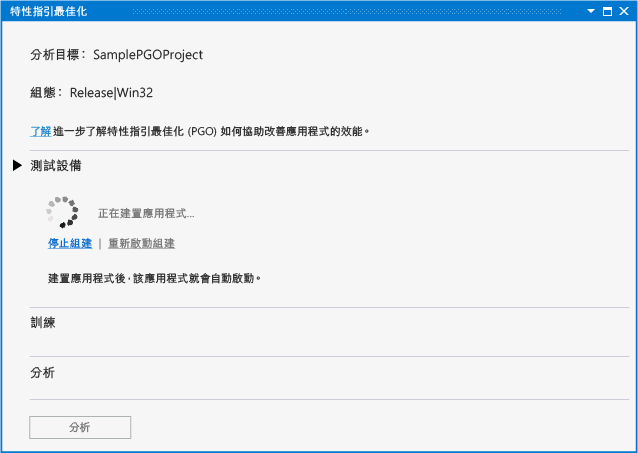 特性指引最佳化
分析目標： SamplePGOProject
組態： Release|Win32
了解 進一步了解特性指引最佳化 (PGO) 如何協助改善應用程式的效能。
測試設備
正在建置應用程式...
停止組建 | 重新啟動組建
建置應用程式後，該應用程式就會自動啟動。
訓練
分析
分析